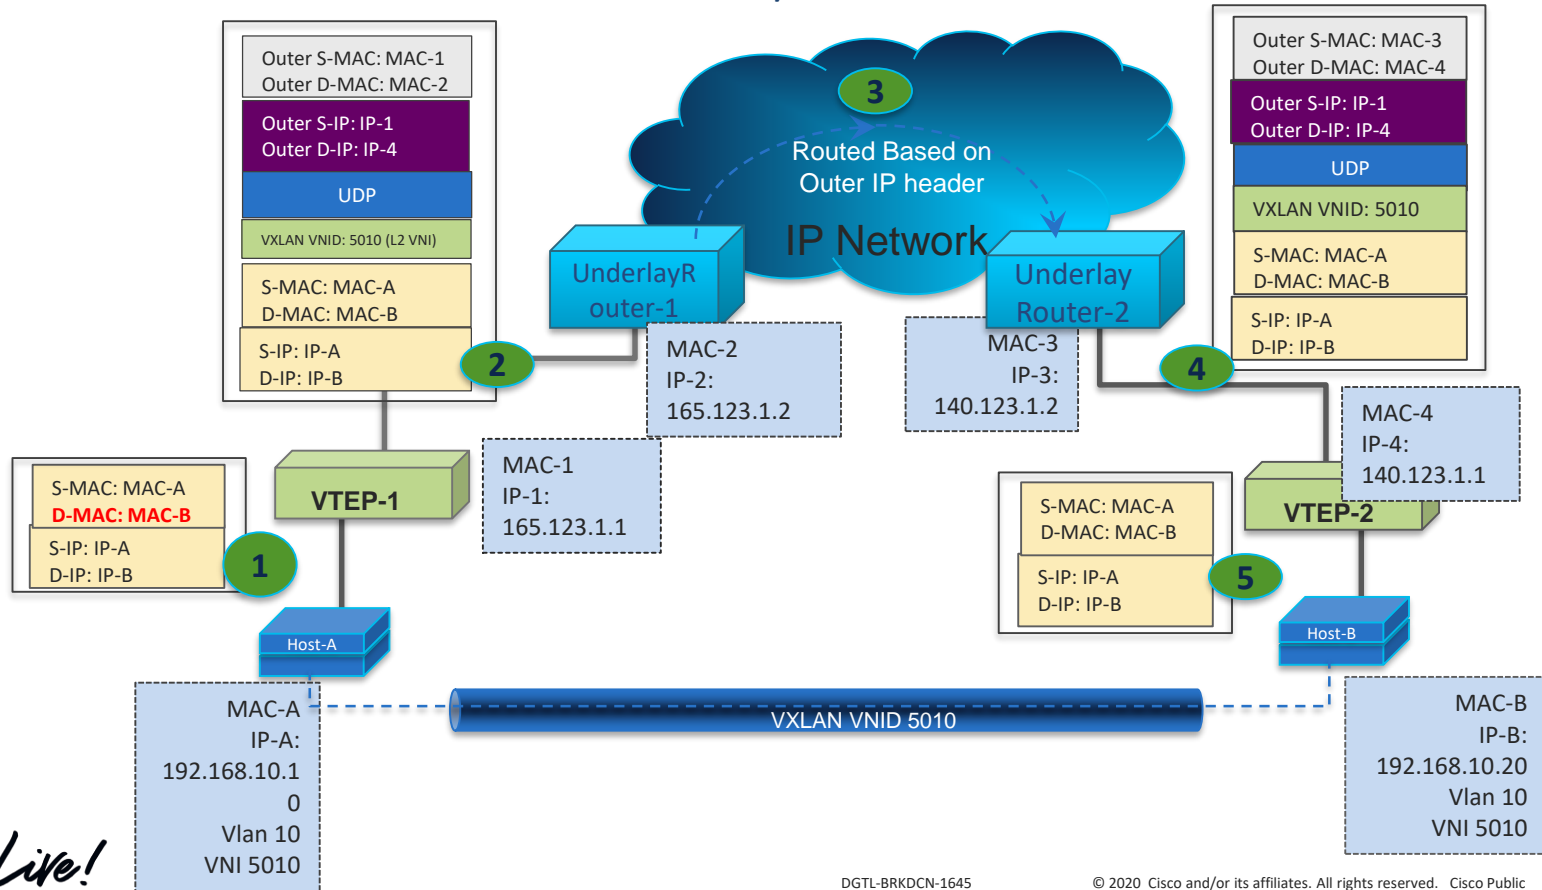 Outer S-MAC: MAC-1
Outer D-MAC: MAC-2
Outer S-IP: IP-1
Outer D-IP: IP-4
UDP
VXLAN VNID: 5010 (L2 VNI)
S-MAC: MAC-A
D-MAC: MAC-B
S-IP: IP-A
D-IP: IP-B
2
3
Routed Based on
Outer IP header
IP Network
UnderlayR
outer-1
Underlay
Router-2
MAC-2
IP-2:
165.123.1.2
MAC-3
IP-3:
140.123.1.2
Outer S-MAC: MAC-3
Outer D-MAC: MAC-4
Outer S-IP: IP-1
Outer D-IP: IP-4
UDP
VXLAN VNID: 5010
S-MAC: MAC-A
D-MAC: MAC-B
S-IP: IP-A
D-IP: IP-B
4
MAC-4
IP-4:
140.123.1.1
S-MAC: MAC-A
D-MAC: MAC-B
S-IP: IP-A
D-IP: IP-B
1
VTEP-1
MAC-1
IP-1:
165.123.1.1
S-MAC: MAC-A
D-MAC: MAC-B
S-IP: IP-A
D-IP: IP-B
5
VTEP-2
Host-A
Host-B
VXLAN VNID 5010
MAC-A
IP-A:
192.168.10.1
0
Vlan 10
VNI 5010
MAC-B
IP-B:
192.168.10.20
Vlan 10
VNI 5010
Live!
DGTL-BRKDCN-1645
© 2020 Cisco and/or its affiliates. All rights reserved. Cisco Public